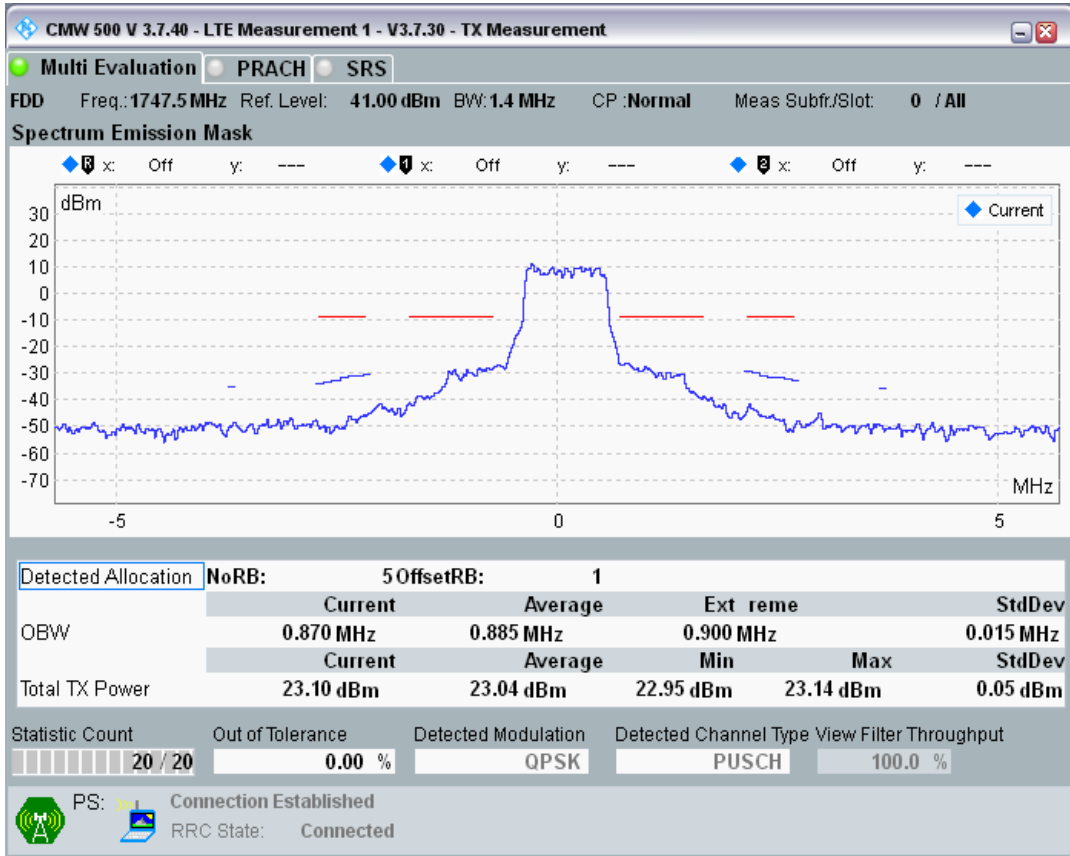 CMW 500 V 3.7.40 - LTE Measurement 1 - V3.7.30 - TX Measurement
Multi Evaluation PRACH SRS
FDD Freq.: 1747.5 MHz Ref. Level: 41.00 dBm BW: 1.4 MHz CP : Normal Meas Subfr./Slot: 0 / All
Spectrum Emission Mask
R x: Off y: --- 1 x: Off y: --- 2 x: Off y: ---
dBm
Current
30
20
10
0
-10
-20
-30
-40
-50
-60
-70
MHz
-5 0 5
Detected Allocation NoRB: 5 OffsetRB: 1
Current Average Ext reme StdDev
OBW 0.870 MHz 0.885 MHz 0.900 MHz 0.015 MHz
Current Average Min Max StdDev
Total TX Power 23.10 dBm 23.04 dBm 22.95 dBm 23.14 dBm 0.05 dBm
Statistic Count Out of Tolerance Detected Modulation Detected Channel Type View Filter Throughput
20 / 20 0.00 % QPSK PUSCH 100.0 %
PS: Connection Established
RRC State: Connected